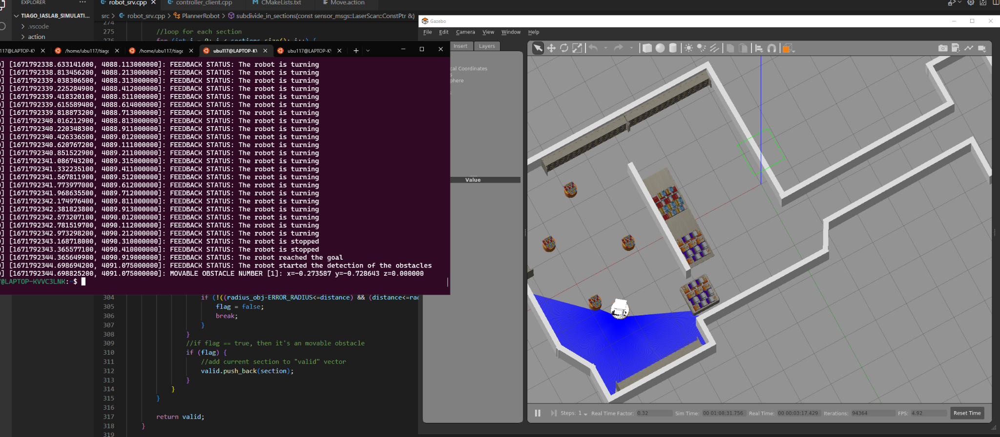 EXPLORER
robot_srv.cpp
controller_client.cpp
CMakeLists.txt
Move.action
TIAGO_IASLAB_SIMULATI...
.vscode
action
src > robot_srv.cpp > PlannerRobot > subdivide_in_sections(const sensor_msgs::LaserScan::ConstPtr &)
274
275 //loop for each section
276 for (int i = 0; i < sections.size(); i++) {
117@LAPTOP-KV
/home/ubu117/tiago
/home/ubu117/tiago
ubu117@LAPTOP-KV
ubu117@LAPTOP-KV
] [1671792338.633141600, 4088.113000000]: FEEDBACK STATUS: The robot is turning
] [1671792338.813456200, 4088.213000000]: FEEDBACK STATUS: The robot is turning
] [1671792339.038306500, 4088.313000000]: FEEDBACK STATUS: The robot is turning
] [1671792339.225284900, 4088.412000000]: FEEDBACK STATUS: The robot is turning
] [1671792339.418320100, 4088.511000000]: FEEDBACK STATUS: The robot is turning
] [1671792339.615589400, 4088.614000000]: FEEDBACK STATUS: The robot is turning
] [1671792339.818873200, 4088.713000000]: FEEDBACK STATUS: The robot is turning
] [1671792340.016212900, 4088.813000000]: FEEDBACK STATUS: The robot is turning
] [1671792340.220348300, 4088.911000000]: FEEDBACK STATUS: The robot is turning
] [1671792340.426336500, 4089.012000000]: FEEDBACK STATUS: The robot is turning
] [1671792340.620767200, 4089.111000000]: FEEDBACK STATUS: The robot is turning
] [1671792340.851522900, 4089.211000000]: FEEDBACK STATUS: The robot is turning
] [1671792341.086743200, 4089.315000000]: FEEDBACK STATUS: The robot is turning
] [1671792341.332235100, 4089.411000000]: FEEDBACK STATUS: The robot is turning
] [1671792341.567811900, 4089.512000000]: FEEDBACK STATUS: The robot is turning
] [1671792341.773977000, 4089.612000000]: FEEDBACK STATUS: The robot is turning
] [1671792341.968635500, 4089.712000000]: FEEDBACK STATUS: The robot is turning
] [1671792342.174976400, 4089.811000000]: FEEDBACK STATUS: The robot is turning
] [1671792342.381823800, 4089.913000000]: FEEDBACK STATUS: The robot is turning
] [1671792342.573207100, 4090.012000000]: FEEDBACK STATUS: The robot is turning
] [1671792342.781519700, 4090.112000000]: FEEDBACK STATUS: The robot is turning
] [1671792342.973298200, 4090.212000000]: FEEDBACK STATUS: The robot is turning
] [1671792343.168718000, 4090.310000000]: FEEDBACK STATUS: The robot is stopped
] [1671792343.365577100, 4090.410000000]: FEEDBACK STATUS: The robot is stopped
] [1671792344.365649900, 4090.919000000]: FEEDBACK STATUS: The robot reached the goal
] [1671792344.698694200, 4091.075000000]: FEEDBACK STATUS: The robot started the detection of the obstacles
] [1671792344.698825200, 4091.075000000]: MOVABLE OBSTACLE NUMBER [1]: x=-0.273587 y=-0.728643 z=0.000000
@LAPTOP-KVVC3LNK:~$
304 if (!((radius_obj-ERROR_RADIUS<=distance) && (distance<=rad
305 flag = false;
306 break;
307 }
308 }
309 //if flag == true, then it's an movable obstacle
310 if (flag) {
311 //add current section to "valid" vector
312 valid.push_back(section);
313 }
314 }
315 }
316
317 return valid;
318 }
319
Gazebo
File Edit Camera View Window Help
Insert Layers
cal Coordinates
s
phere
Value
Steps: 1 Real Time Factor: 0.32 Sim Time: 00 01:08:31.756 Real Time: 00 00:03:17.429 Iterations: 94364 FPS: 4.92 Reset Time